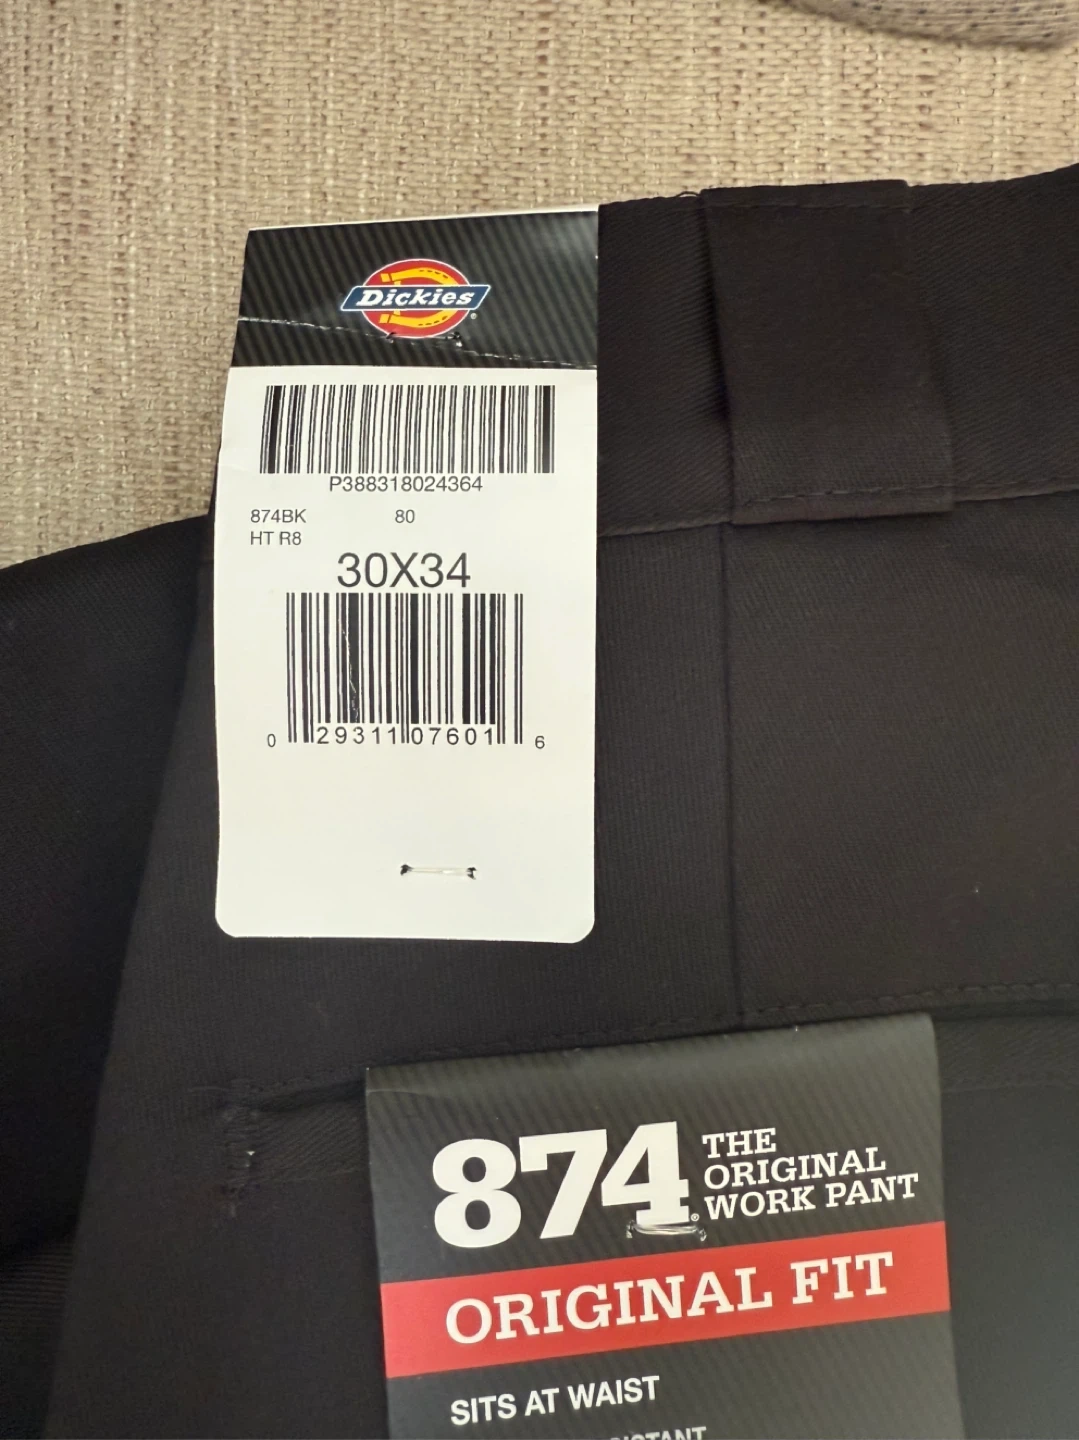 Dickies®
P388318024364
874BK 80
HT R8
30X34
0 29311 07601 6
874® THE ORIGINAL WORK PANT
ORIGINAL FIT
SITS AT WAIST